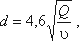 d = 4,6√(Q/υ) ,